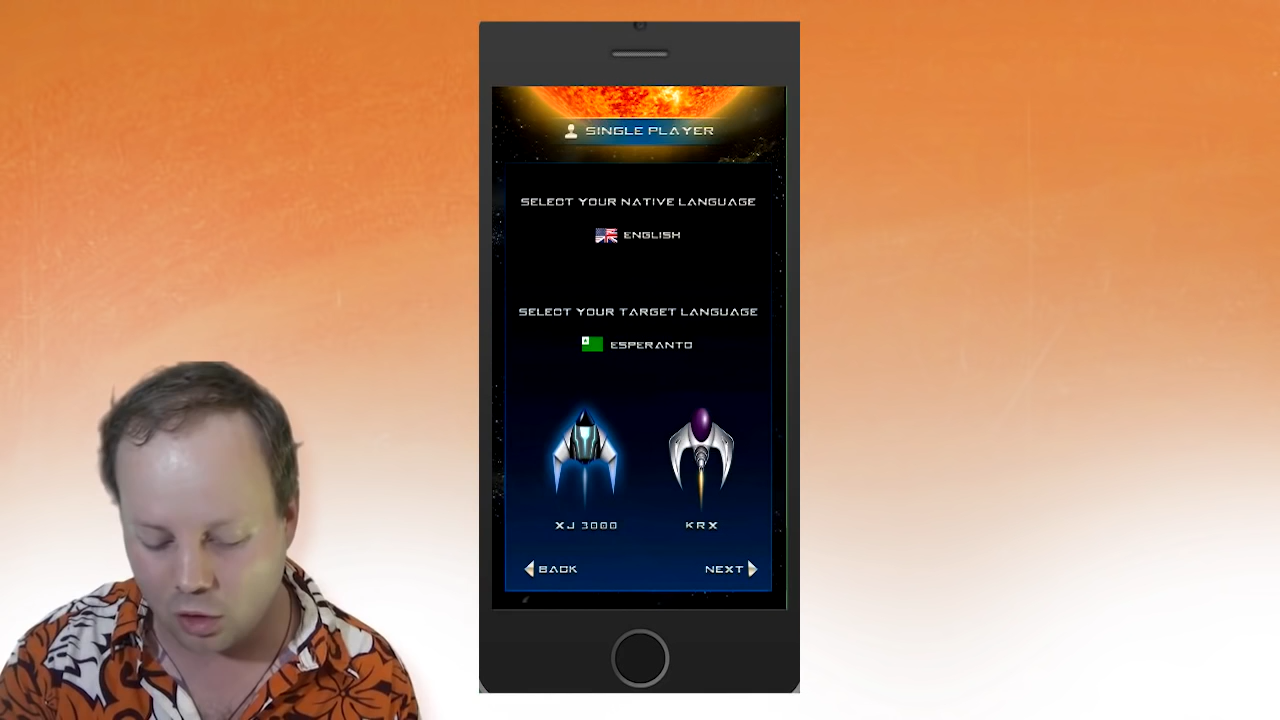 SINGLE PLAYER
SELECT YOUR NATIVE LANGUAGE
ENGLISH
SELECT YOUR TARGET LANGUAGE
ESPERANTO
XJ 3000 KRX
BACK NEXT